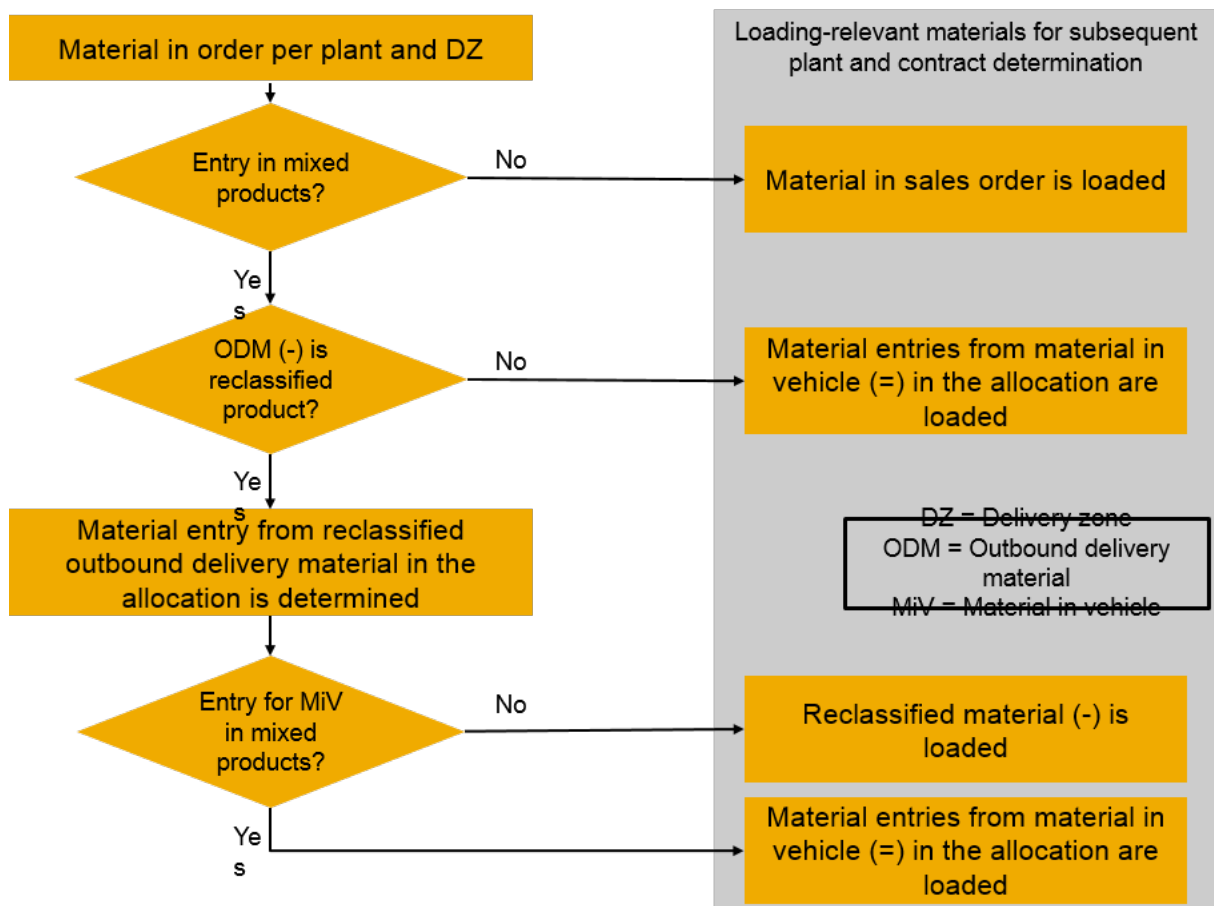 Material in order per plant and DZ
Loading-relevant materials for subsequent
plant and contract determination
Entry in mixed
products?
No
Material in sales order is loaded
Ye
s
ODM (-) is
reclassified
product?
No
Material entries from material in
vehicle (=) in the allocation are
loaded
Ye
s
Material entry from reclassified
outbound delivery material in the
allocation is determined
DZ = Delivery zone
ODM = Outbound delivery
material
MiV = Material in vehicle
Entry for MiV
in mixed
products?
No
Reclassified material (-) is
loaded
Ye
s
Material entries from material in
vehicle (=) in the allocation are
loaded